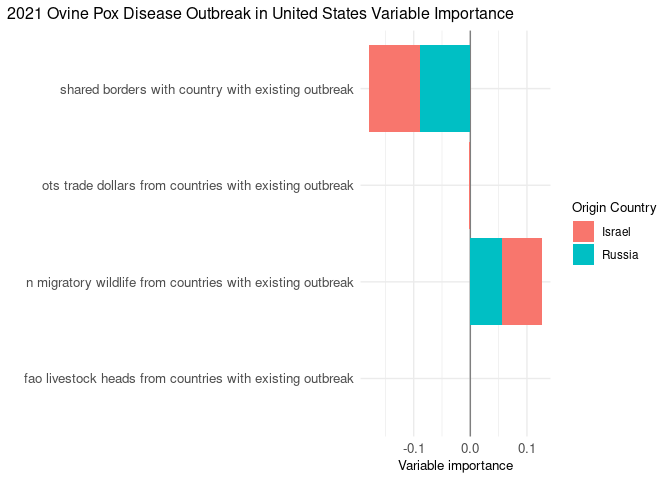 2021 Ovine Pox Disease Outbreak in United States Variable Importance
shared borders with country with existing outbreak
ots trade dollars from countries with existing outbreak
n migratory wildlife from countries with existing outbreak
fao livestock heads from countries with existing outbreak
-0.1 0.0 0.1
Variable importance
Origin Country
Israel
Russia